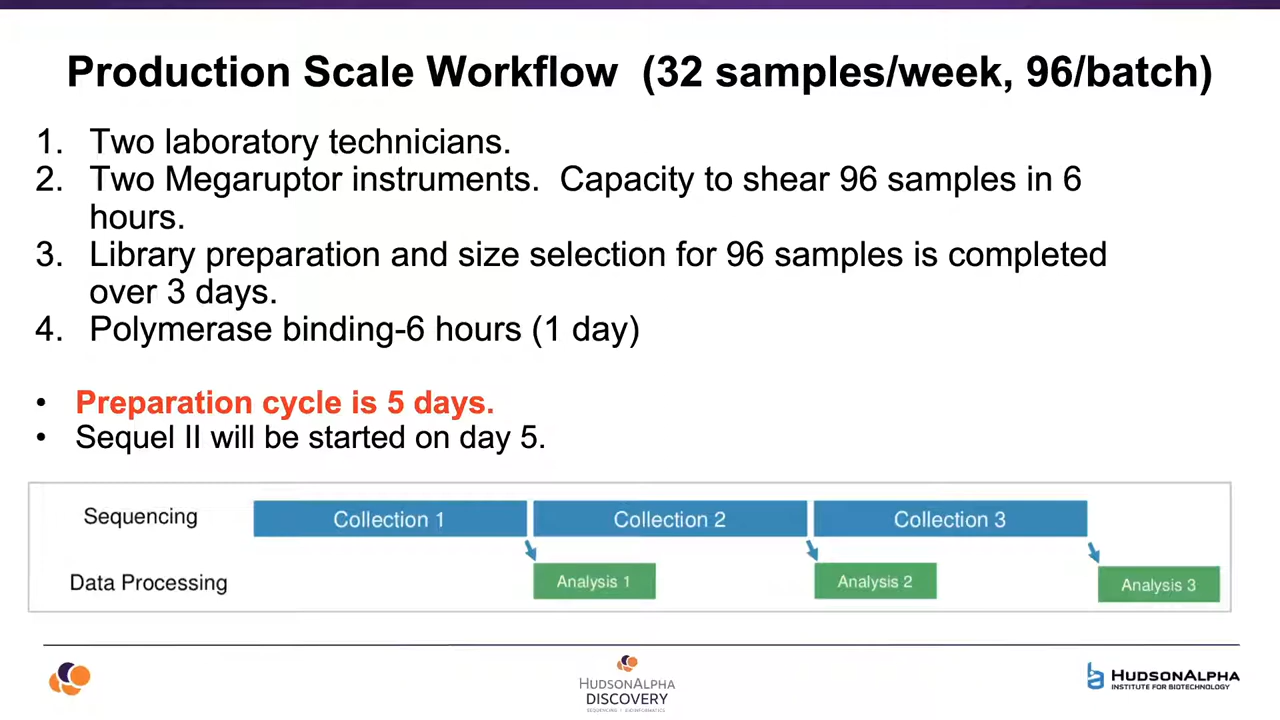 Production Scale Workflow (32 samples/week, 96/batch)
1. Two laboratory technicians.
2. Two Megaruptor instruments. Capacity to shear 96 samples in 6
hours.
3. Library preparation and size selection for 96 samples is completed
over 3 days.
4. Polymerase binding-6 hours (1 day)
• Preparation cycle is 5 days.
• Sequel II will be started on day 5.
Sequencing
Collection 1
Collection 2
Collection 3
Data Processing
Analysis 1
Analysis 2
Analysis 3
HUDSONALPHA
DISCOVERY
SEQUENCING | BIOINFORMATICS
HUDSONALPHA
INSTITUTE FOR BIOTECHNOLOGY